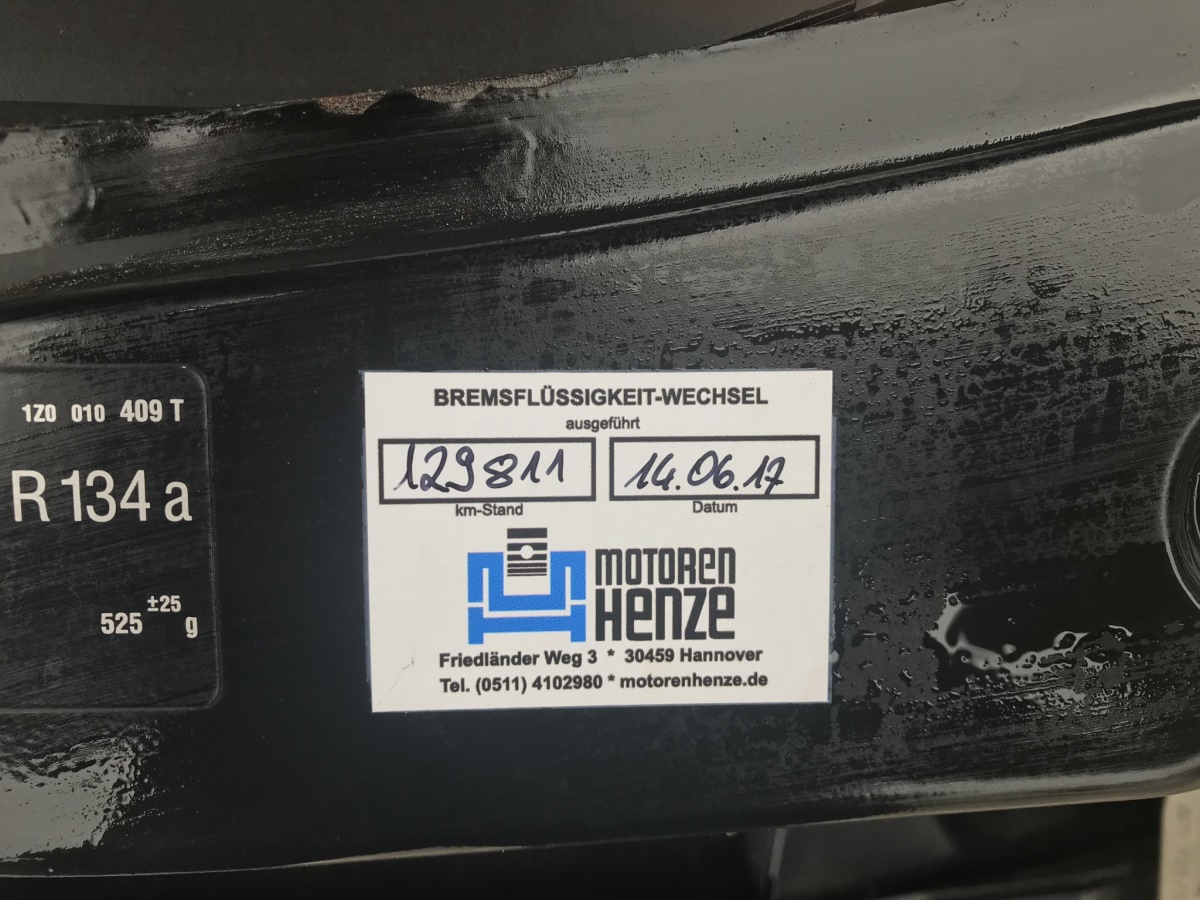 1Z0 010 409 T
R 134 a
525 ±25 g
BREMSFLÜSSIGKEIT-WECHSEL
ausgeführt
129811 14.06.17
km-Stand Datum
MOTOREN
HENZE
Friedländer Weg 3 * 30459 Hannover
Tel. (0511) 4102980 * motorenhenze.de